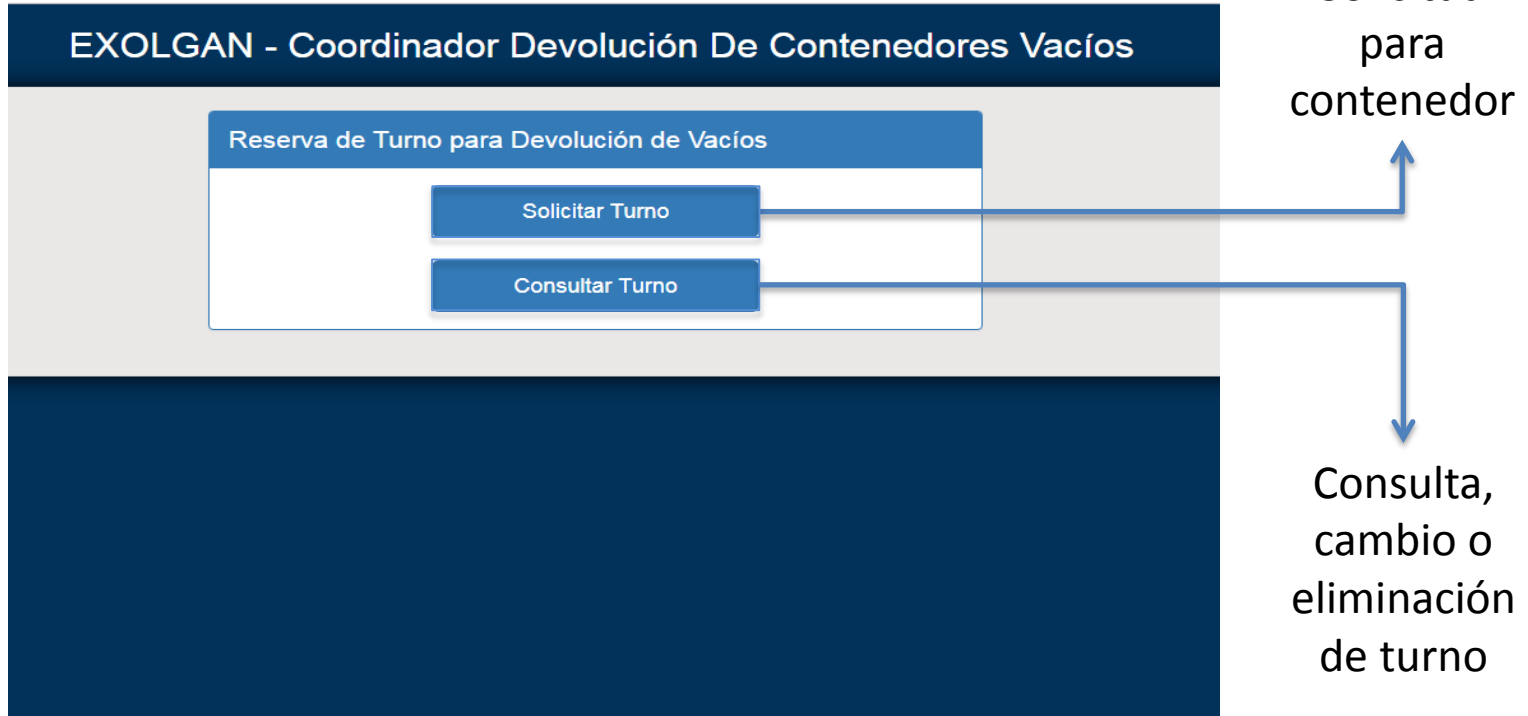 EXOLGAN - Coordinador Devolución De Contenedores Vacíos
Reserva de Turno para Devolución de Vacíos
Solicitar Turno
Consultar Turno
para
contenedor
Consulta,
cambio o
eliminación
de turno